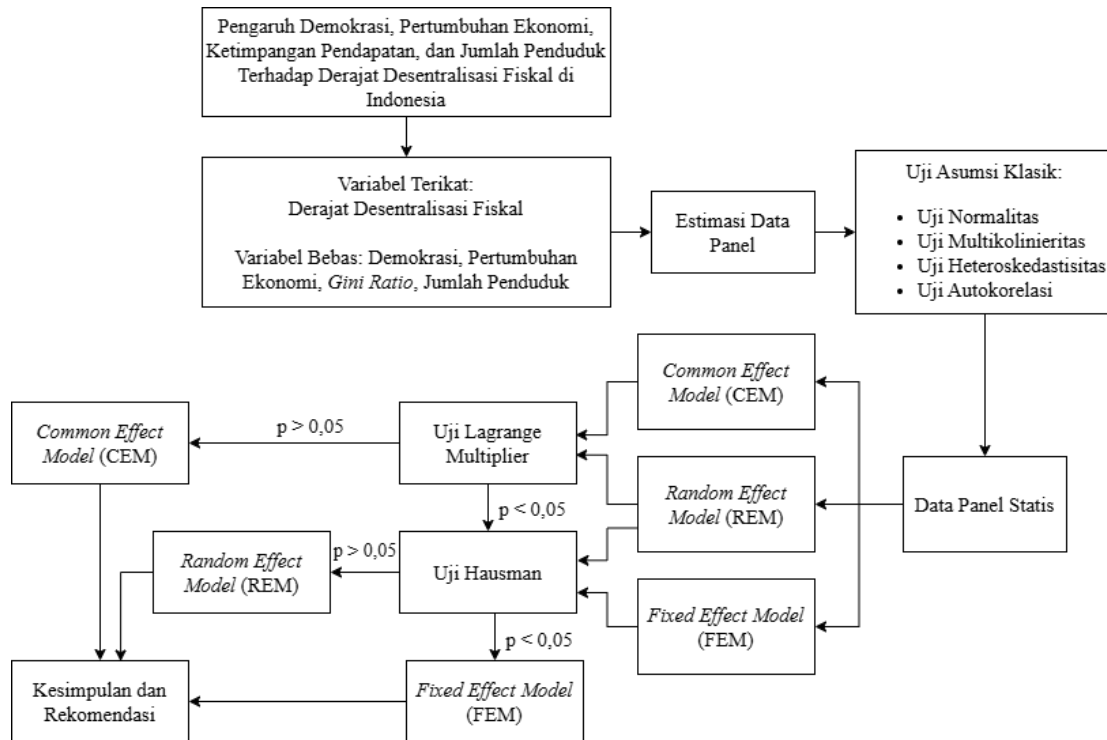 Pengaruh Demokrasi, Pertumbuhan Ekonomi,
Ketimpangan Pendapatan, dan Jumlah Penduduk
Terhadap Derajat Desentralisasi Fiskal di
Indonesia
Variabel Terikat:
Derajat Desentralisasi Fiskal
Variabel Bebas: Demokrasi, Pertumbuhan
Ekonomi, Gini Ratio, Jumlah Penduduk
Estimasi Data
Panel
Uji Asumsi Klasik:
• Uji Normalitas
• Uji Multikolinieritas
• Uji Heteroskedastisitas
• Uji Autokorelasi
Common Effect
Model (CEM)
p > 0,05
Uji Lagrange
Multiplier
Common Effect
Model (CEM)
Random Effect
Model (REM)
Data Panel Statis
p < 0,05
Random Effect
Model (REM)
p > 0,05
Uji Hausman
Fixed Effect Model
(FEM)
p < 0,05
Kesimpulan dan
Rekomendasi
Fixed Effect Model
(FEM)